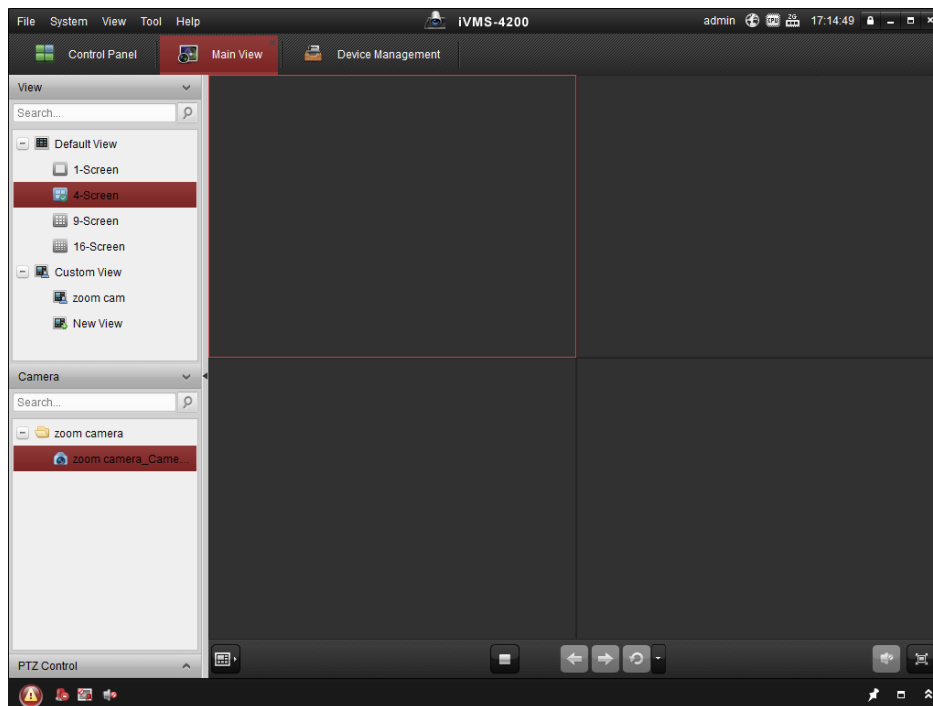 File System View Tool Help
iVMS-4200
admin 17:14:49
Control Panel
Main View
Device Management
View
Search...
Default View
1-Screen
4-Screen
9-Screen
16-Screen
Custom View
zoom cam
New View
Camera
Search...
zoom camera
zoom camera_Came...
PTZ Control